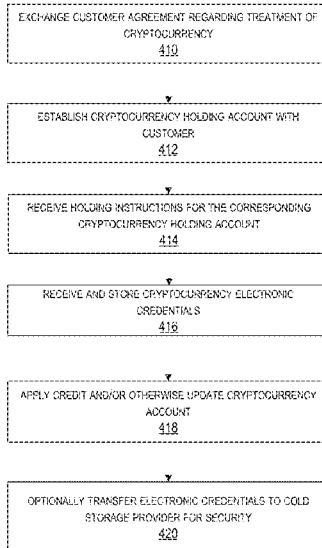 EXCHANGE CUSTOMER AGREEMENT REGARDING TREATMENT OF
CRYPTOCURRENCY
410
ESTABLISH CRYPTOCURRENCY HOLDING ACCOUNT WITH
CUSTOMER
412
RECEIVE HOLDING INSTRUCTIONS FOR THE CORRESPONDING
CRYPTOCURRENCY HOLDING ACCOUNT
414
RECEIVE AND STORE CRYPTOCURRENCY ELECTRONIC
CREDENTIALS
416
APPLY CREDIT AND/OR OTHERWISE UPDATE CRYPTOCURRENCY
ACCOUNT
418
OPTIONALLY TRANSFER ELECTRONIC CREDENTIALS TO COLD
STORAGE PROVIDER FOR SECURITY
420